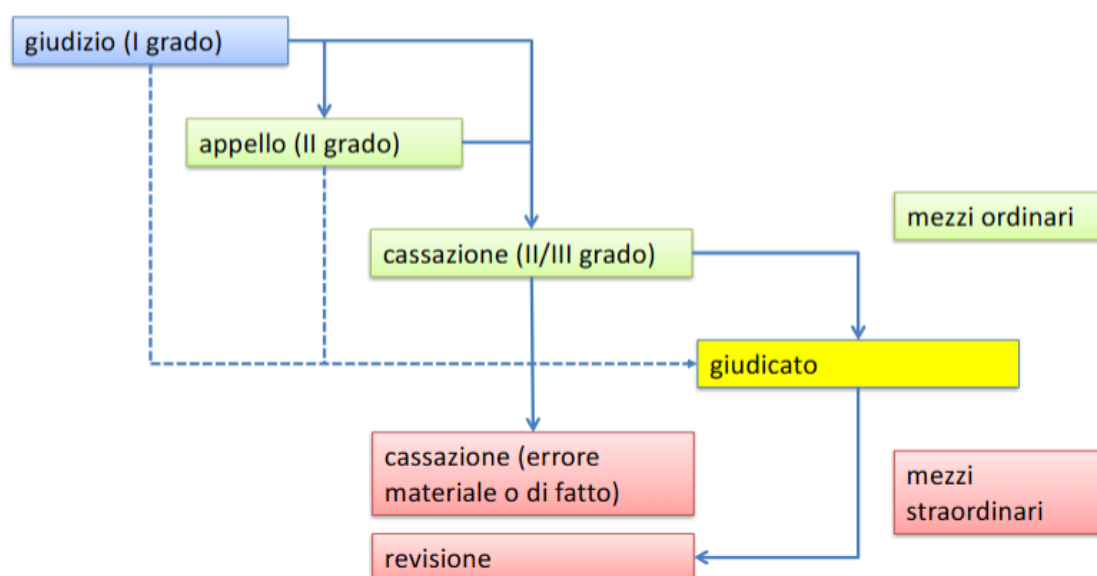 giudizio (I grado)
appello (II grado)
mezzi ordinari
cassazione (II/III grado)
giudicato
cassazione (errore
materiale o di fatto)
mezzi
straordinari
revisione